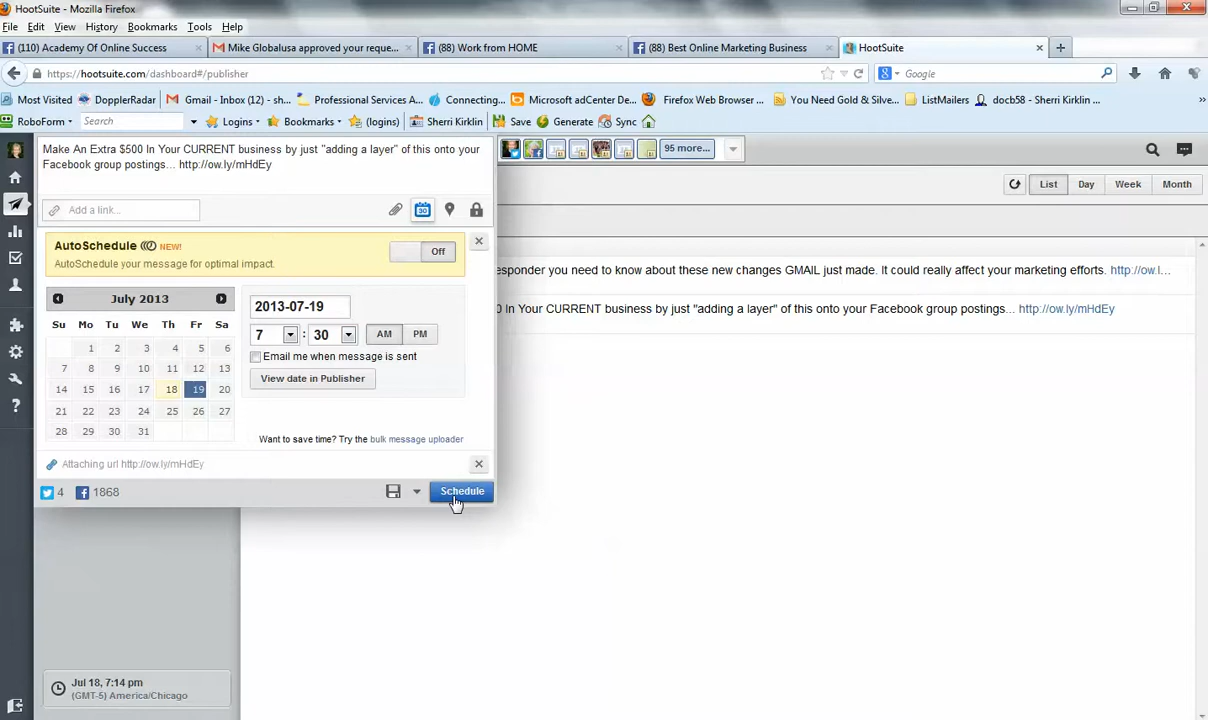 HootSuite - Mozilla Firefox
File Edit View History Bookmarks Tools Help
(110) Academy Of Online Success
Mike Globalusa approved your reque...
(88) Work from HOME
(88) Best Online Marketing Business
HootSuite
https://hootsuite.com/dashboard#/publisher
Google
Most Visited DopplerRadar Gmail - Inbox (12) - sh... Professional Services A... Connecting... Microsoft adCenter De... Firefox Web Browser ... You Need Gold & Silve... ListMailers docb58 - Sherri Kirklin ...
RoboForm Search Logins Bookmarks (logins) Sherri Kirklin Save Generate Sync
Make An Extra $500 In Your CURRENT business by just "adding a layer" of this onto your
Facebook group postings... http://ow.ly/mHdEy
95 more...
List Day Week Month
Add a link...
30
AutoSchedule NEW!
AutoSchedule your message for optimal impact.
Off
esponder you need to know about these new changes GMAIL just made. It could really affect your marketing efforts. http://ow.l...
0 In Your CURRENT business by just "adding a layer" of this onto your Facebook group postings... http://ow.ly/mHdEy
July 2013
Su Mo Tu We Th Fr Sa
1 2 3 4 5 6
7 8 9 10 11 12 13
14 15 16 17 18 19 20
21 22 23 24 25 26 27
28 29 30 31
2013-07-19
7 : 30 AM PM
Email me when message is sent
View date in Publisher
Want to save time? Try the bulk message uploader
Attaching url http://ow.ly/mHdEy
4 1868
Schedule
Jul 18, 7:14 pm
(GMT-5) America/Chicago